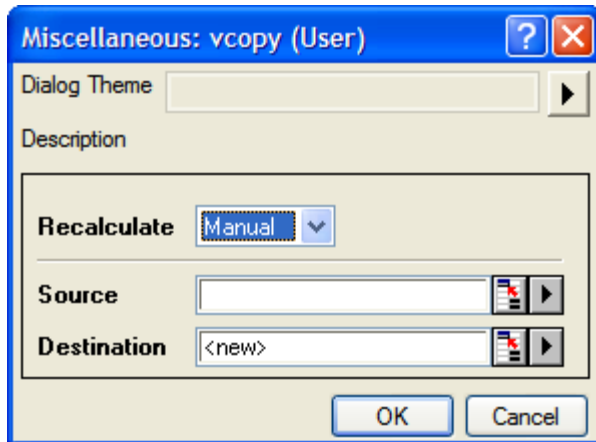 Miscellaneous: vcopy (User)
Dialog Theme
Description
Recalculate Manual
Source
Destination <new>
OK Cancel